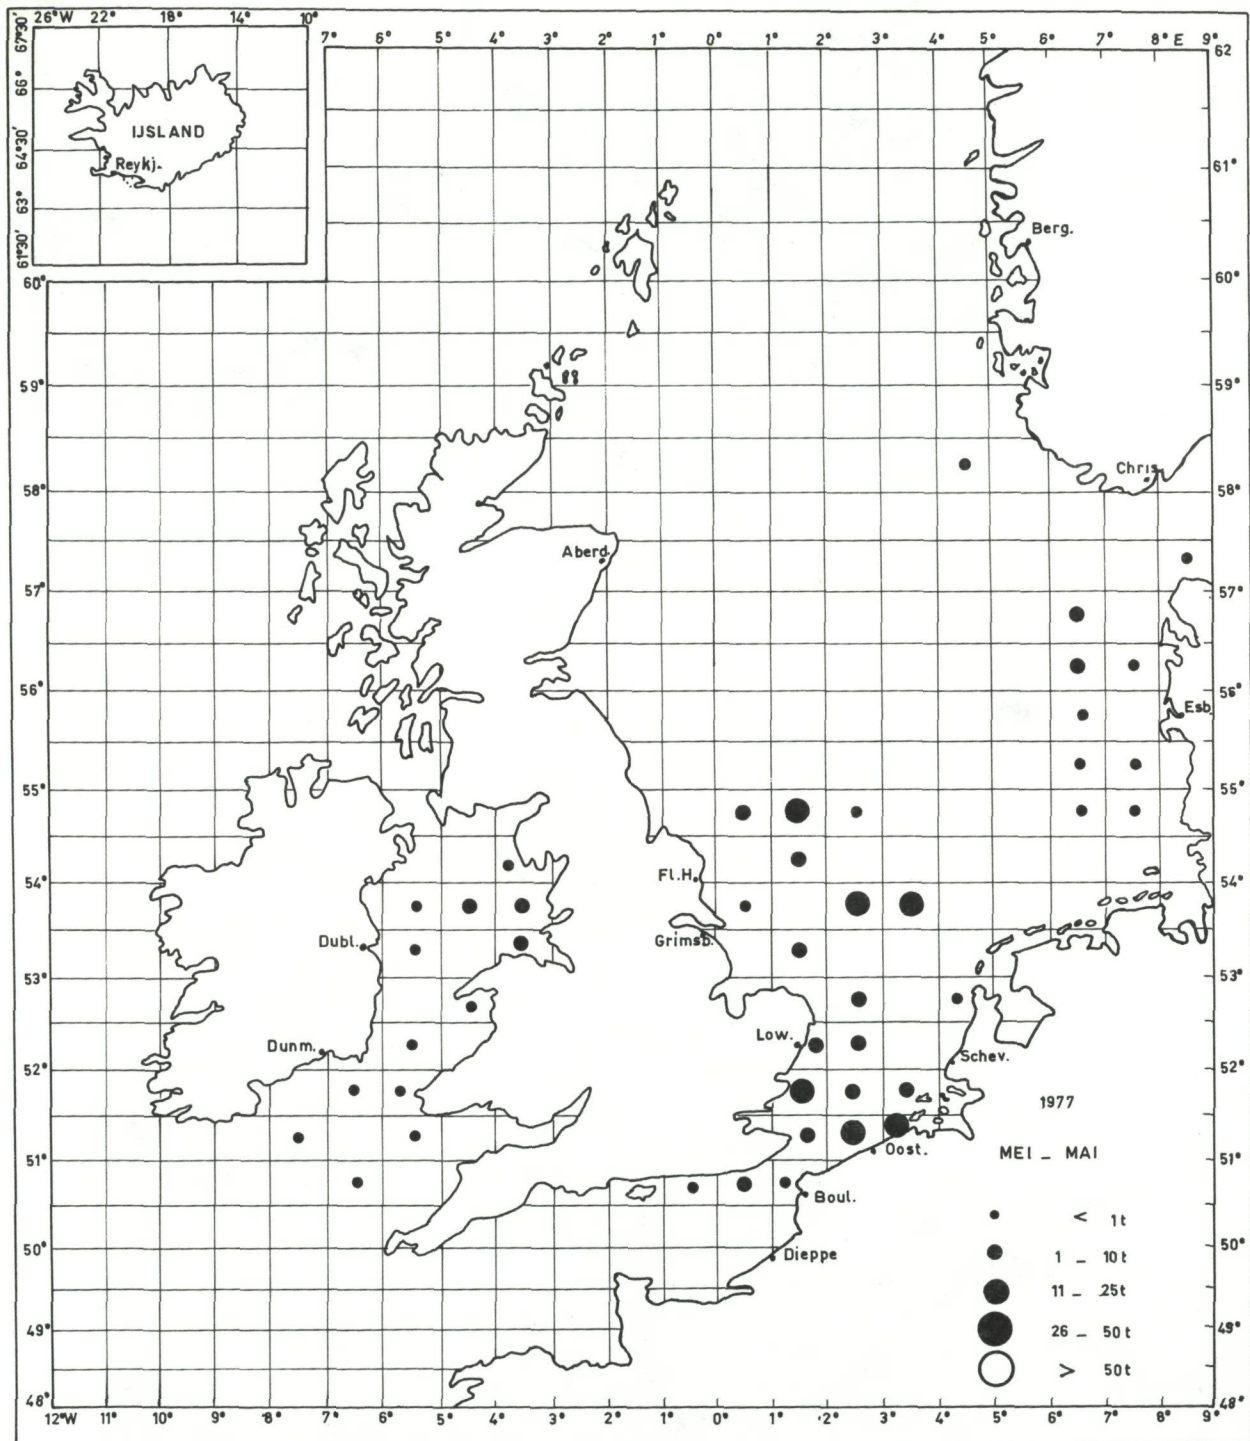 26°W 22° 18° 14° 10°
67°30'
66°
64°30'
63°
61°30'
IJSLAND
Reykj.
7° 6° 5° 4° 3° 2° 1° 0° 1° 2° 3° 4° 5° 6° 7° 8° E 9°
62
61°
Berg.
60° 60°
59° 59°
Chris
58° 58°
Aberd.
57° 57°
56° 56°
Esb.
55° 55°
Fl.H.
54° 54°
Dubl.
Grimsb.
53° 53°
Dunm.
Low.
Schev.
52° 52°
1977
Oost.
51° MEI _ MAI 51°
Boul.
< 1t
50° Dieppe 1 _ 10t 50°
11 _ 25t
49° 26 _ 50t 49°
> 50t
48° 48°
12°W 11° 10° 9° 8° 7° 6° 5° 4° 3° 2° 1° 0° 1° 2° 3° 4° 5° 6° 7° 8° 9°